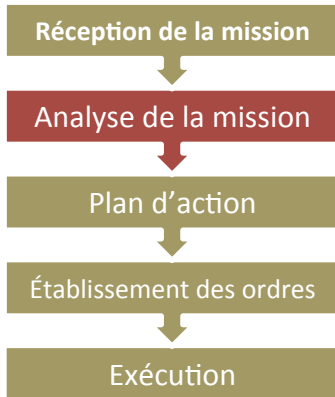 Réception de la mission
Analyse de la mission
Plan d’action
Établissement des ordres
Exécution